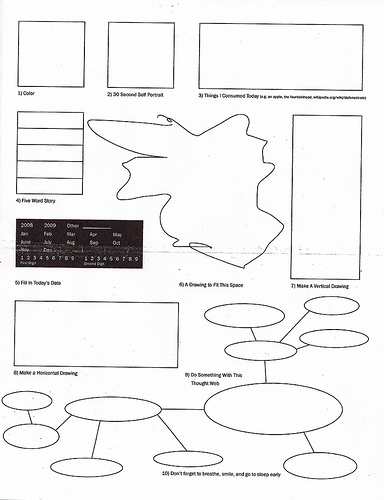 1) Color
2) 30 Second Self Portrait
3) Things I Consumed Today (e.g. an apple, the fountainhead,
4) Five Word Story
2008 2009 Other
Jan Feb Mar Apr May
June July Aug Sep Oct
Nov Dec
1 2 3 4 5 6 7 8 9 1 2 3 4 5 6 7 8 9
First Digit Second Digit
5) Fill In Today's Date
6) A Drawing to Fit This Space
7) Make A Vertical Drawing
8) Make a Horizontal Drawing
9) Do Something With This
Thought Web
10) Don't forget to breathe, smile, and go to sleep early